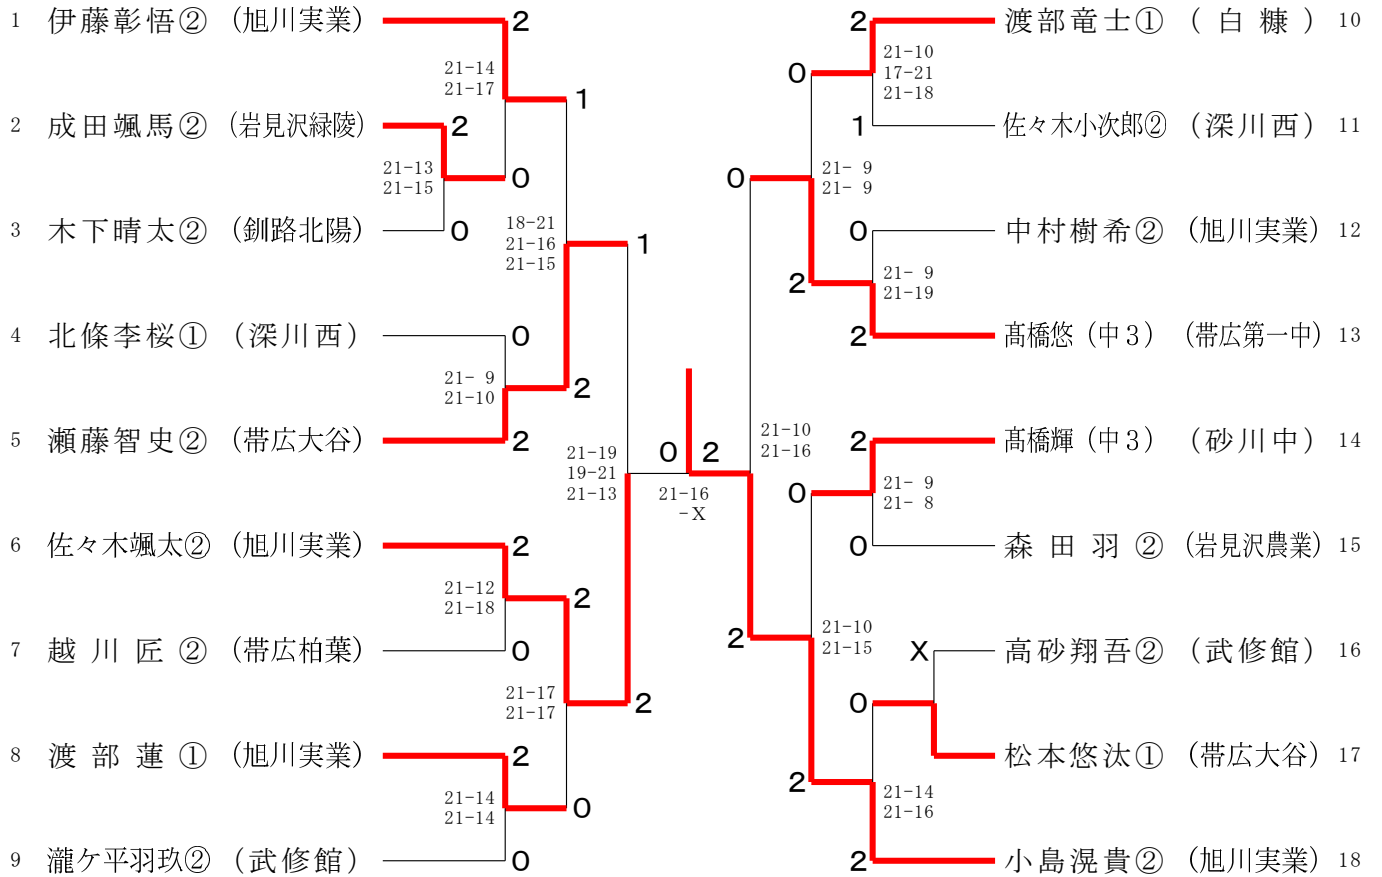 1 伊藤彰悟② (旭川実業) 2
21-14
21-17
1
2 成田颯馬② (岩見沢緑陵) 2
21-13
21-15
0
3 木下晴太② (釧路北陽) 0
18-21
21-16
21-15
1
4 北條李桜① (深川西) 0
21- 9
21-10
2
5 瀬藤智史② (帯広大谷) 2
21-19
19-21
21-13
6 佐々木颯太② (旭川実業) 2
21-12
21-18
2
7 越川匠② (帯広柏葉) 0
21-17
21-17
2
8 渡部蓮① (旭川実業) 2
21-14
21-14
0
9 瀧ケ平羽玖② (武修館) 0
0 2
21-16
-X
2 渡部竜士① (白糠) 10
21-10
17-21
21-18
0
1 佐々木小次郎② (深川西) 11
21- 9
21- 9
0
0 中村樹希② (旭川実業) 12
21- 9
21-19
2
2 髙橋悠 (中3) (帯広第一中) 13
21-10
21-16
2 髙橋輝 (中3) (砂川中) 14
21- 9
21- 8
0
0 森田羽② (岩見沢農業) 15
21-10
21-15
2
X 高砂翔吾② (武修館) 16
0
松本悠汰① (帯広大谷) 17
21-14
21-16
2
2 小島滉貴② (旭川実業) 18